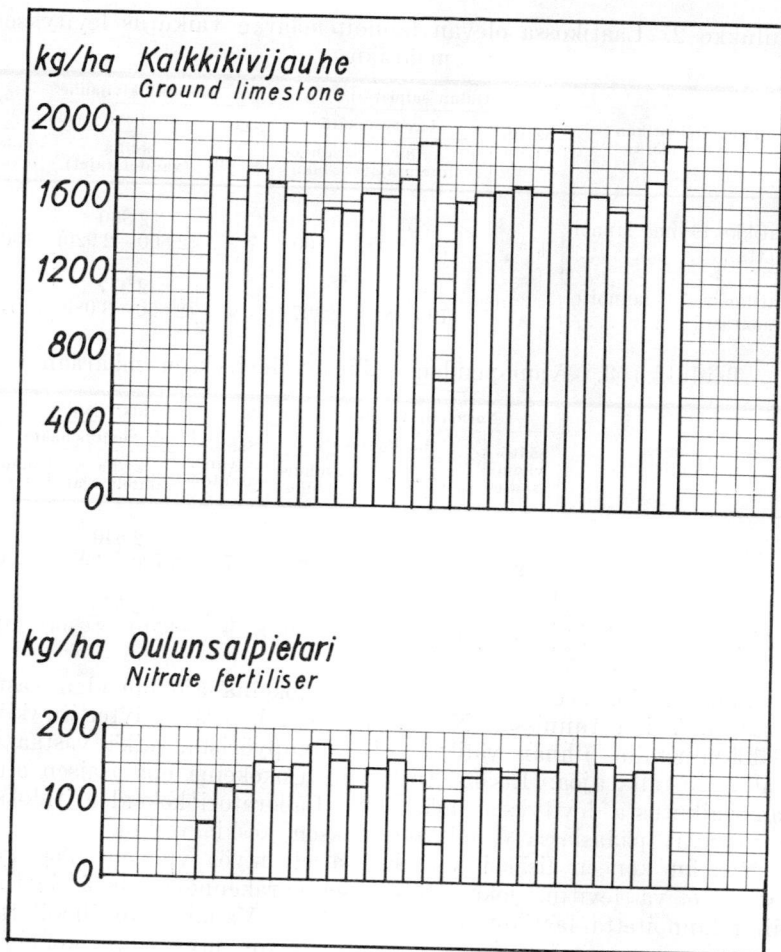 kg/ha Kalkkikivijauhe
Ground limestone
2000
1600
1200
800
400
0
kg/ha Oulunsalpietari
Nitrate fertiliser
200
100
0